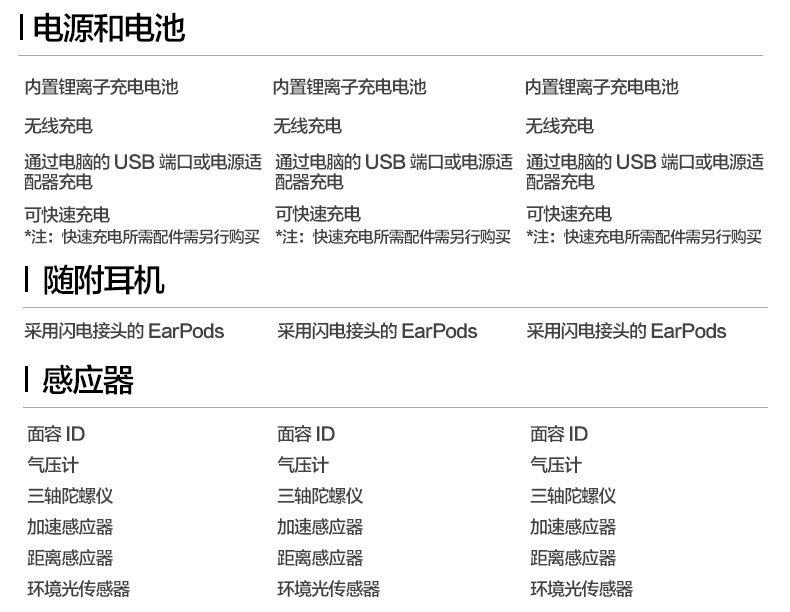 电源和电池
内置锂离子充电电池 内置锂离子充电电池 内置锂离子充电电池
无线充电 无线充电 无线充电
通过电脑的 USB 端口或电源适 通过电脑的 USB 端口或电源适 通过电脑的 USB 端口或电源适
配器充电 配器充电 配器充电
可快速充电 可快速充电 可快速充电
*注：快速充电所需配件需另行购买 *注：快速充电所需配件需另行购买 *注：快速充电所需配件需另行购买
随附耳机
采用闪电接头的 EarPods 采用闪电接头的 EarPods 采用闪电接头的 EarPods
感应器
面容 ID 面容 ID 面容 ID
气压计 气压计 气压计
三轴陀螺仪 三轴陀螺仪 三轴陀螺仪
加速感应器 加速感应器 加速感应器
距离感应器 距离感应器 距离感应器
环境光传感器 环境光传感器 环境光传感器